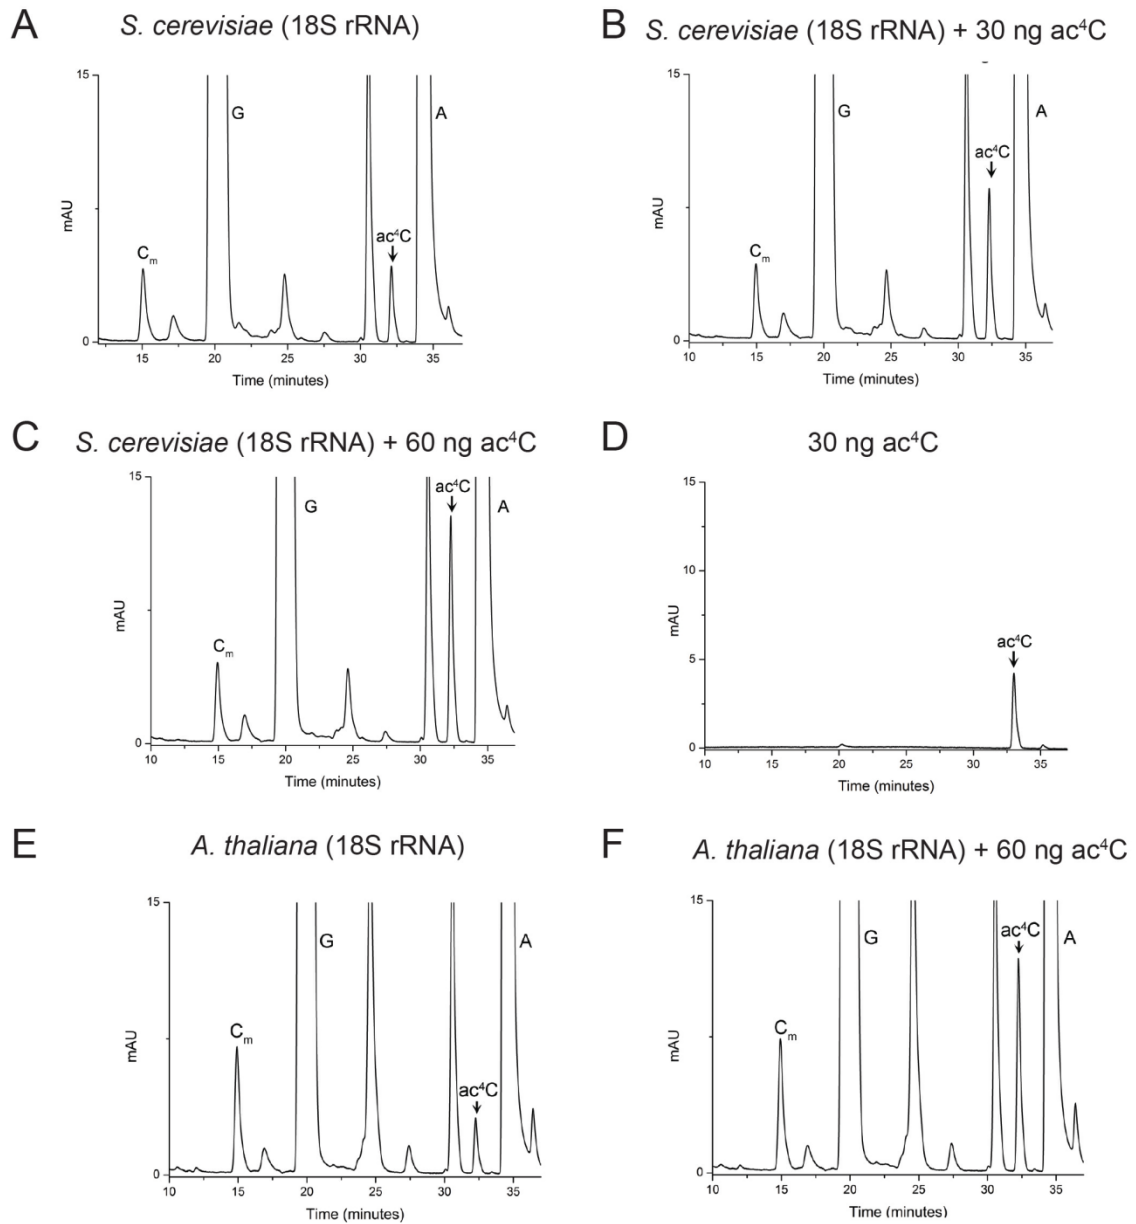 A
S. cerevisiae (18S rRNA)
15
G
A
ac⁴C
Cₘ
mAU
0
15 20 25 30 35
Time (minutes)
B
S. cerevisiae (18S rRNA) + 30 ng ac⁴C
15
G
A
ac⁴C
Cₘ
mAU
0
10 15 20 25 30 35
Time (minutes)
C
S. cerevisiae (18S rRNA) + 60 ng ac⁴C
15
ac⁴C
G
A
Cₘ
mAU
0
10 15 20 25 30 35
Time (minutes)
D
30 ng ac⁴C
15
10
5
0
mAU
ac⁴C
10 15 20 25 30 35
Time (minutes)
E
A. thaliana (18S rRNA)
15
G
A
Cₘ
ac⁴C
mAU
0
10 15 20 25 30 35
Time (minutes)
F
A. thaliana (18S rRNA) + 60 ng ac⁴C
15
ac⁴C
G
A
Cₘ
mAU
0
10 15 20 25 30 35
Time (minutes)